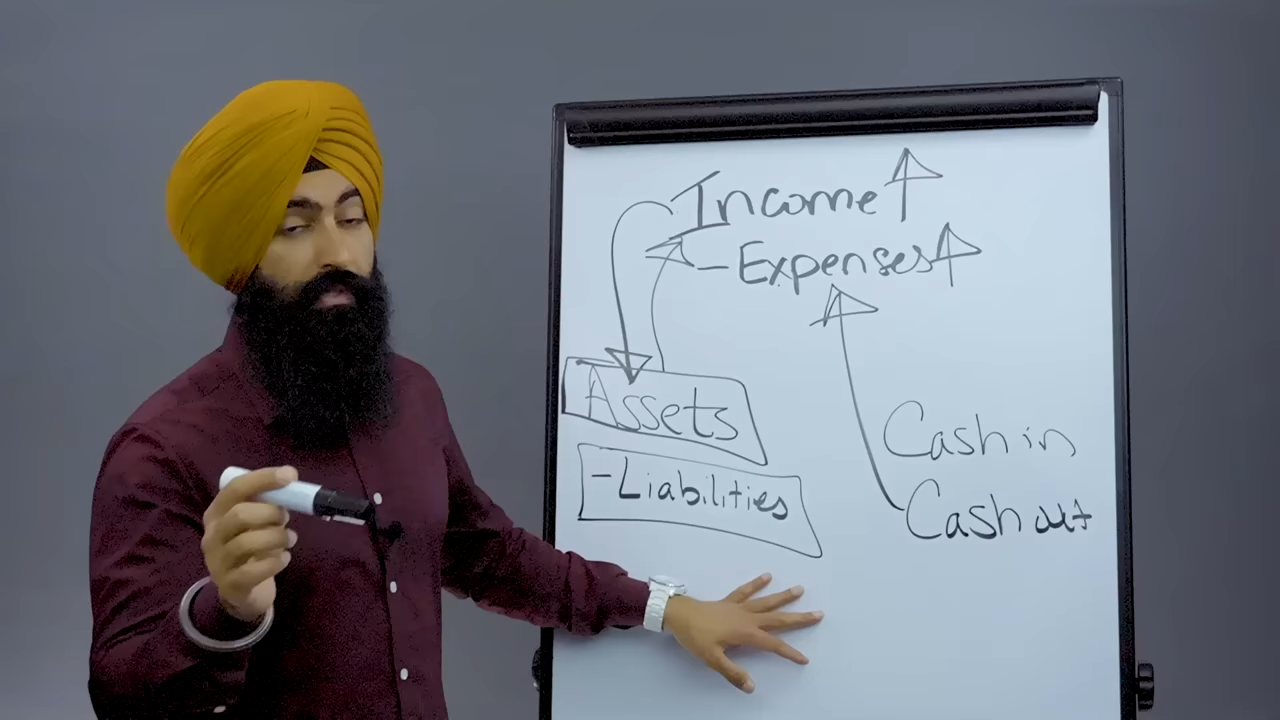 Income
- Expenses
Assets
- Liabilities
Cash in
Cash out